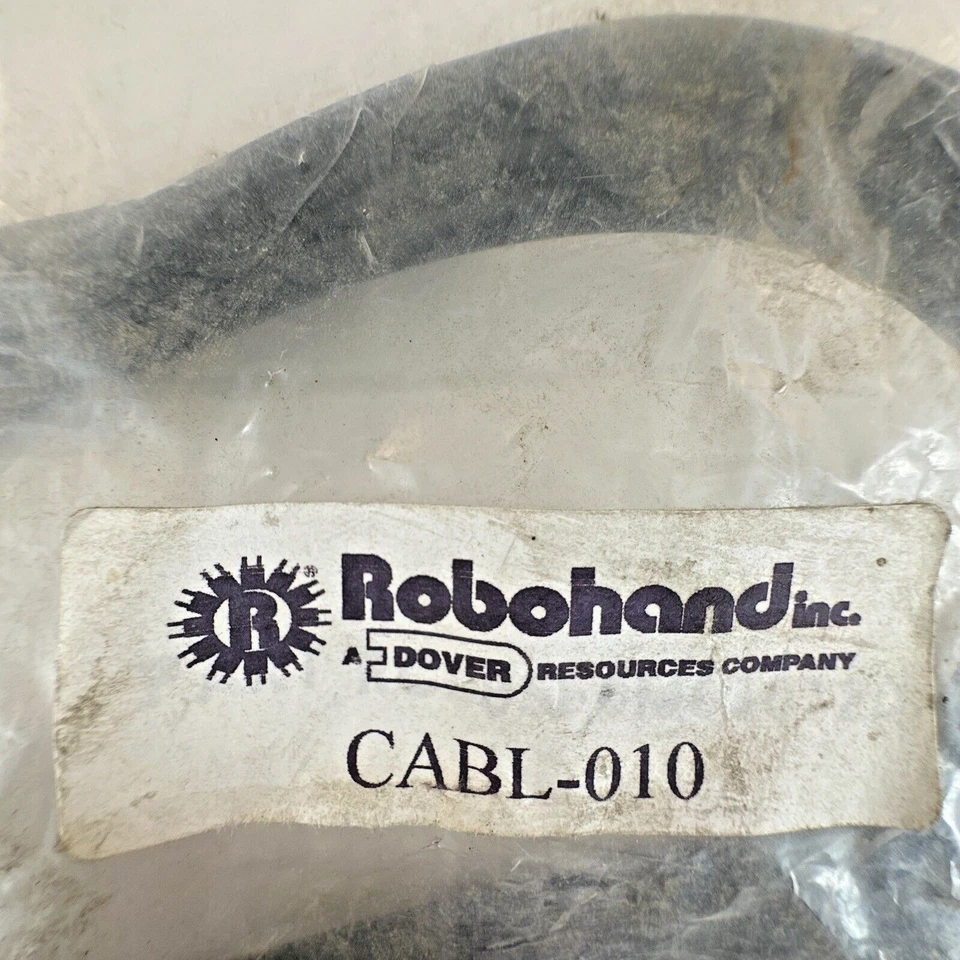 R ® Robohand inc.
A DOVER RESOURCES COMPANY
CABL-010